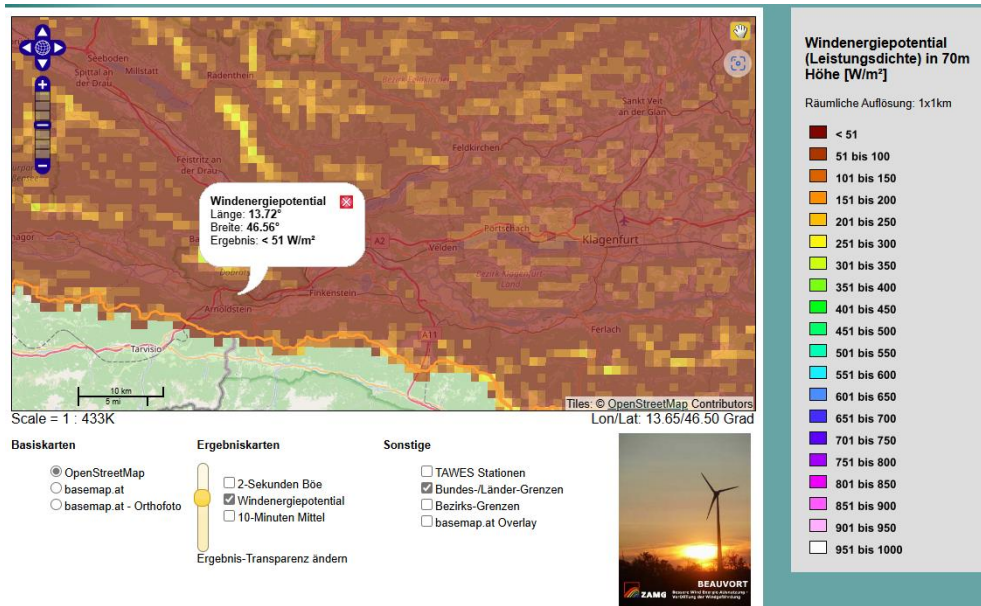 Seeboden
Spittal an
der Drau
Millstatt
Radenthein
Sankt Veit
an der Glan
Feldkirchen
Feistritz an
der Drau
Windenergiepotential
Länge: 13.72°
Breite: 46.56°
Ergebnis: < 51 W/m²
A2
Velden
Pörtschach
Klagenfurt
Finkenstein
Arnoldstein
A11
Ferlach
Tarvisio
10 km
5 mi
Tiles: © OpenStreetMap Contributors
Scale = 1 : 433K
Lon/Lat: 13.65/46.50 Grad
Basiskarten
OpenStreetMap
basemap.at
basemap.at - Orthofoto
Ergebniskarten
2-Sekunden Böe
Windenergiepotential
10-Minuten Mittel
Ergebnis-Transparenz ändern
Sonstige
TAWES Stationen
Bundes-/Länder-Grenzen
Bezirks-Grenzen
basemap.at Overlay
BEAUVORT
ZAMG
Windenergiepotential
(Leistungsdichte) in 70m
Höhe [W/m²]
Räumliche Auflösung: 1x1km
< 51
51 bis 100
101 bis 150
151 bis 200
201 bis 250
251 bis 300
301 bis 350
351 bis 400
401 bis 450
451 bis 500
501 bis 550
551 bis 600
601 bis 650
651 bis 700
701 bis 750
751 bis 800
801 bis 850
851 bis 900
901 bis 950
951 bis 1000